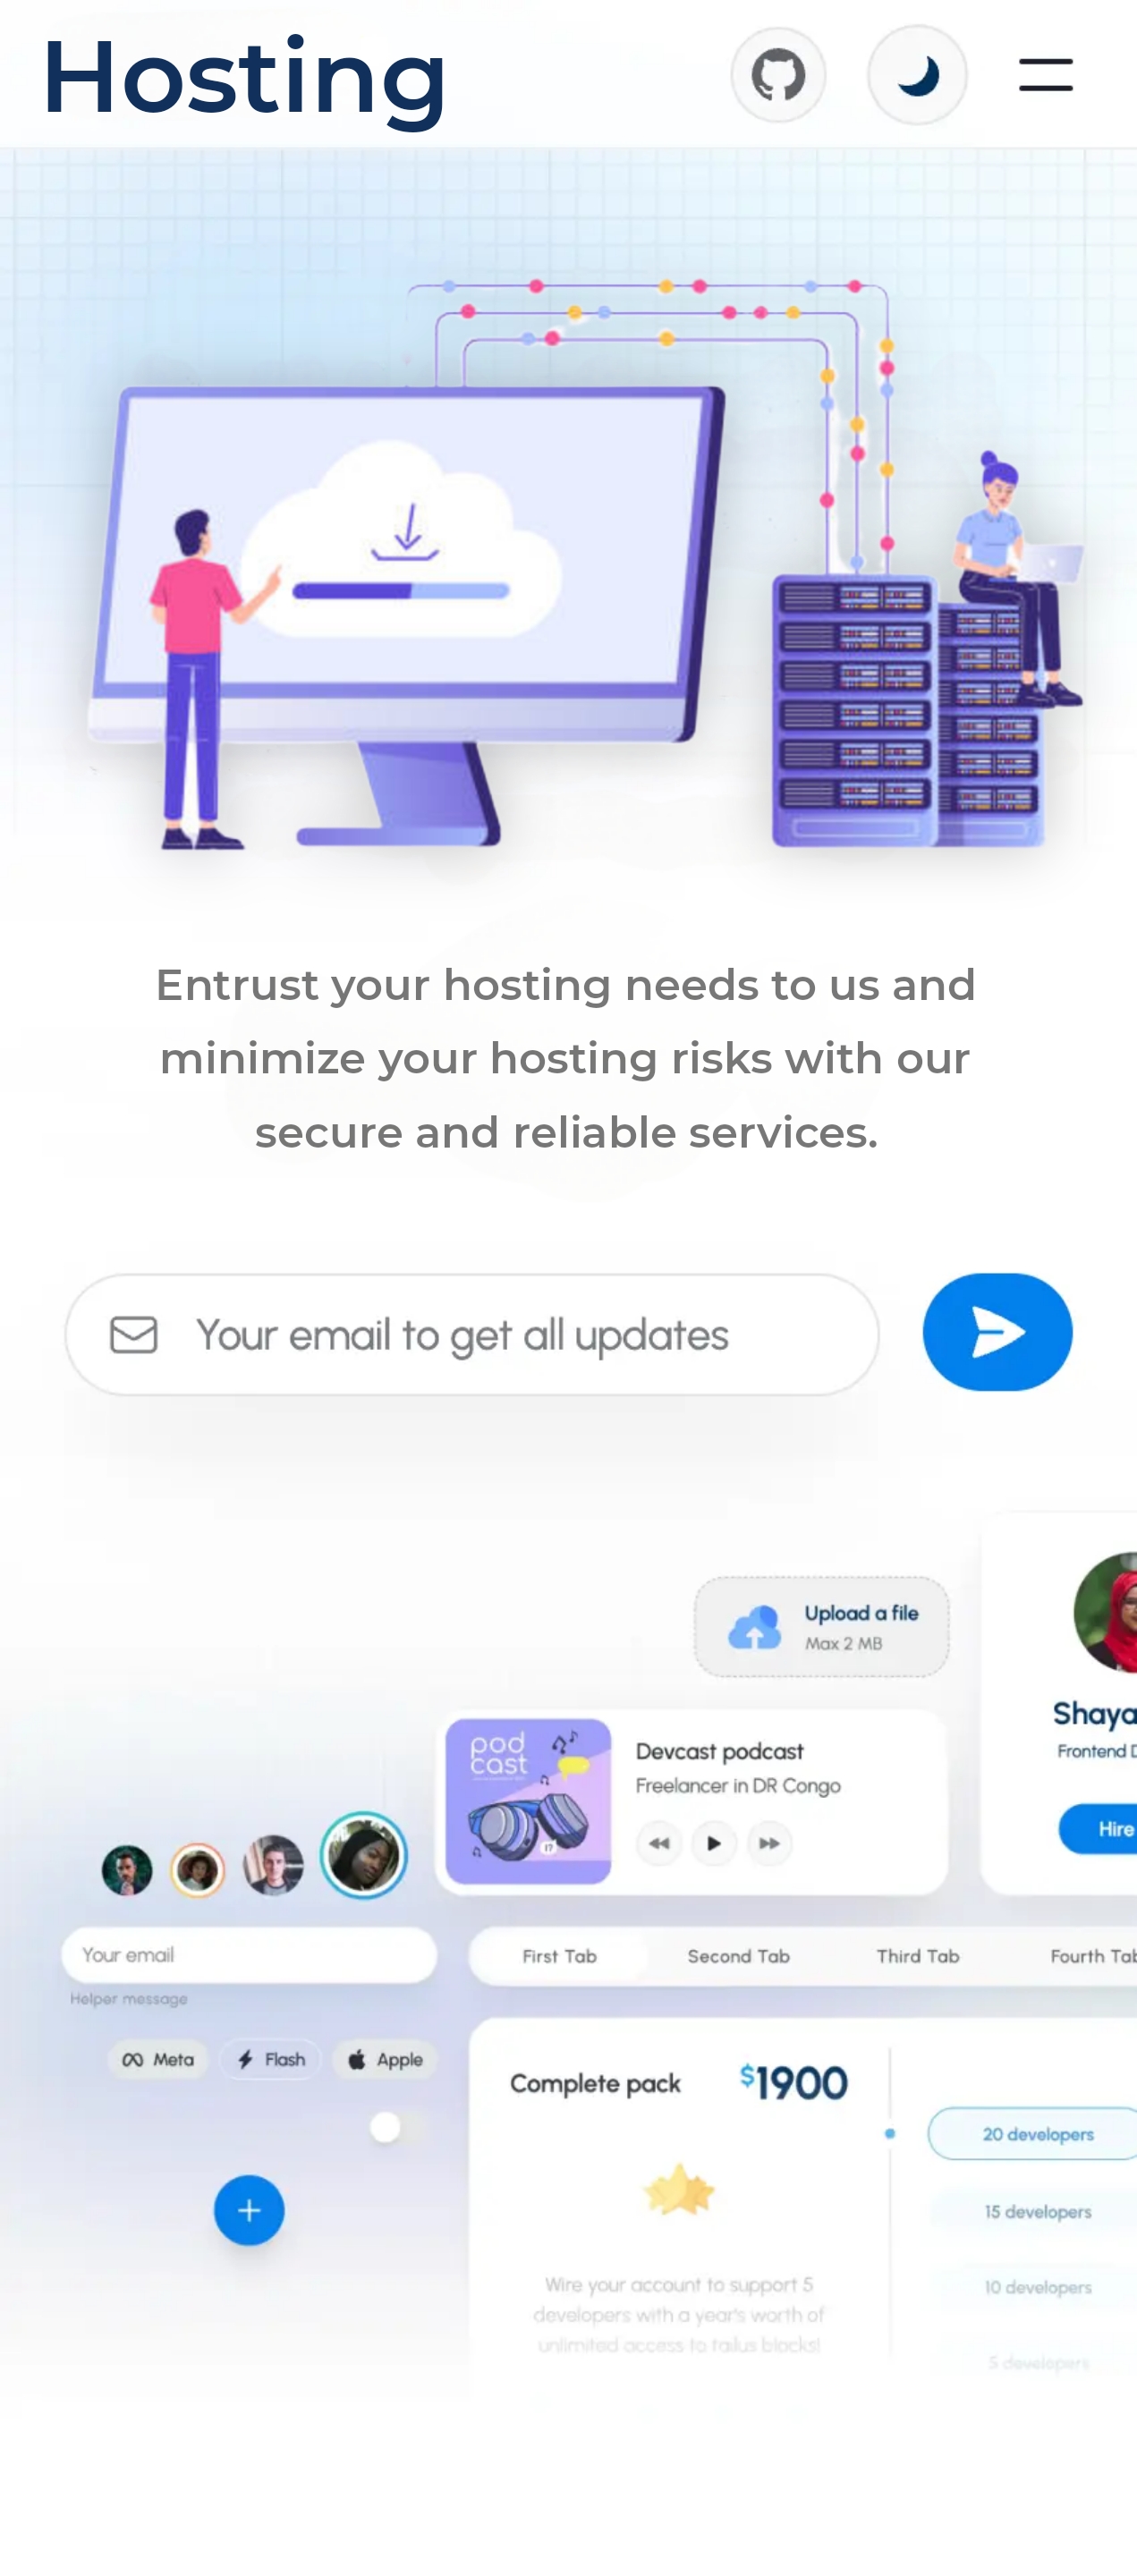 Hosting
Entrust your hosting needs to us and
minimize your hosting risks with our
secure and reliable services.
Your email to get all updates
Upload a file
Max 2 MB
Shaya
Frontend D
Hire
pod
cast
Devcast podcast
Freelancer in DR Congo
Your email
Helper message
First Tab
Second Tab
Third Tab
Fourth Tab
Meta
Flash
Apple
Complete pack
$1900
20 developers
15 developers
10 developers
5 developers
Wire your account to support 5
developers with a year's worth of
unlimited access to tailus blocks!